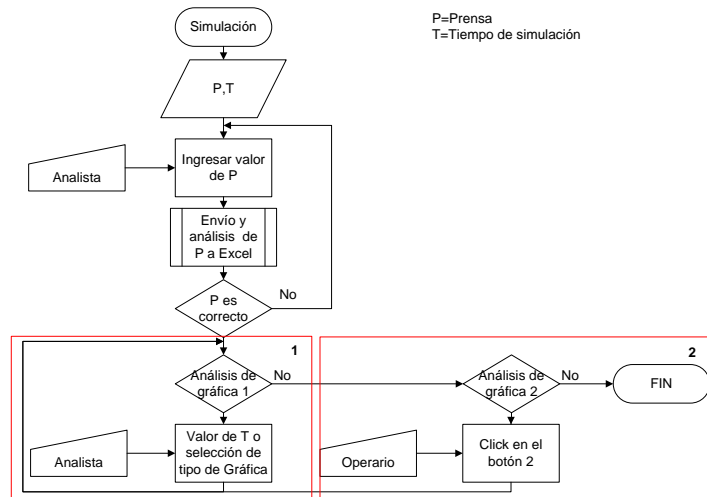 Simulación
P=Prensa
T=Tiempo de simulación
P,T
Ingresar valor
de P
Analista
Envío y
análisis de
P a Excel
P es
correcto
No
1
2
Análisis de
gráfica 1
No
Análisis de
gráfica 2
No
FIN
Valor de T o
selección de
tipo de Gráfica
Analista
Click en el
botón 2
Operario